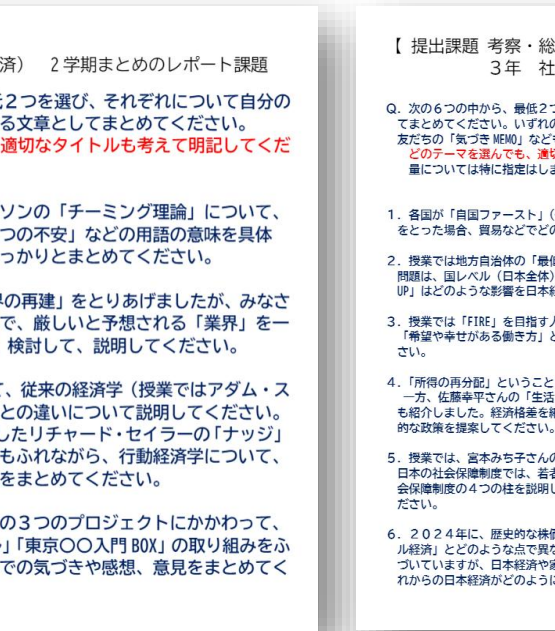 済）　２学期まとめのレポート課題
２つを選び、それぞれについて自分の
る文章としてまとめてください。
適切なタイトルも考えて明記してくだ
ソンの「チーミング理論」について、
つの不安」などの用語の意味を具体
っかりとまとめてください。
の再建」をとりあげましたが、みなさ
で、厳しいと予想される「業界」を一
検討して、説明してください。
、従来の経済学（授業ではアダム・ス
との違いについて説明してください。
したリチャード・セイラーの「ナッジ」
もふれながら、行動経済学について、
をまとめてください。
の３つのプロジェクトにかかわって、
」「東京〇〇入門 BOX」の取り組みをふ
での気づきや感想、意見をまとめてく
【 提出課題 考察・総
３年　社
Q．次の６つの中から、最低２つ
てまとめてください。いずれの
友だちの「気づき MEMO」など
どのテーマを選んでも、適切
量については特に指定はしま
１．各国が「自国ファースト」（
をとった場合、貿易などでどの
２．授業では地方自治体の「最低
問題は、国レベル（日本全体）
UP」はどのような影響を日本経
３．授業では「FIRE」を目指す人
「希望や幸せがある働き方」と
さい。
４．「所得の再分配」ということ
一方、佐藤幸平さんの「生活
も紹介しました。経済格差を
的な政策を提案してください。
５．授業では、宮本みち子さんの
日本の社会保障制度では、若者
会保障制度の４つの柱を説明し
ださい。
６．２０２４年に、歴史的な株価
ル経済」とどのような点で異な
づいていますが、日本経済や家
れからの日本経済がどのように